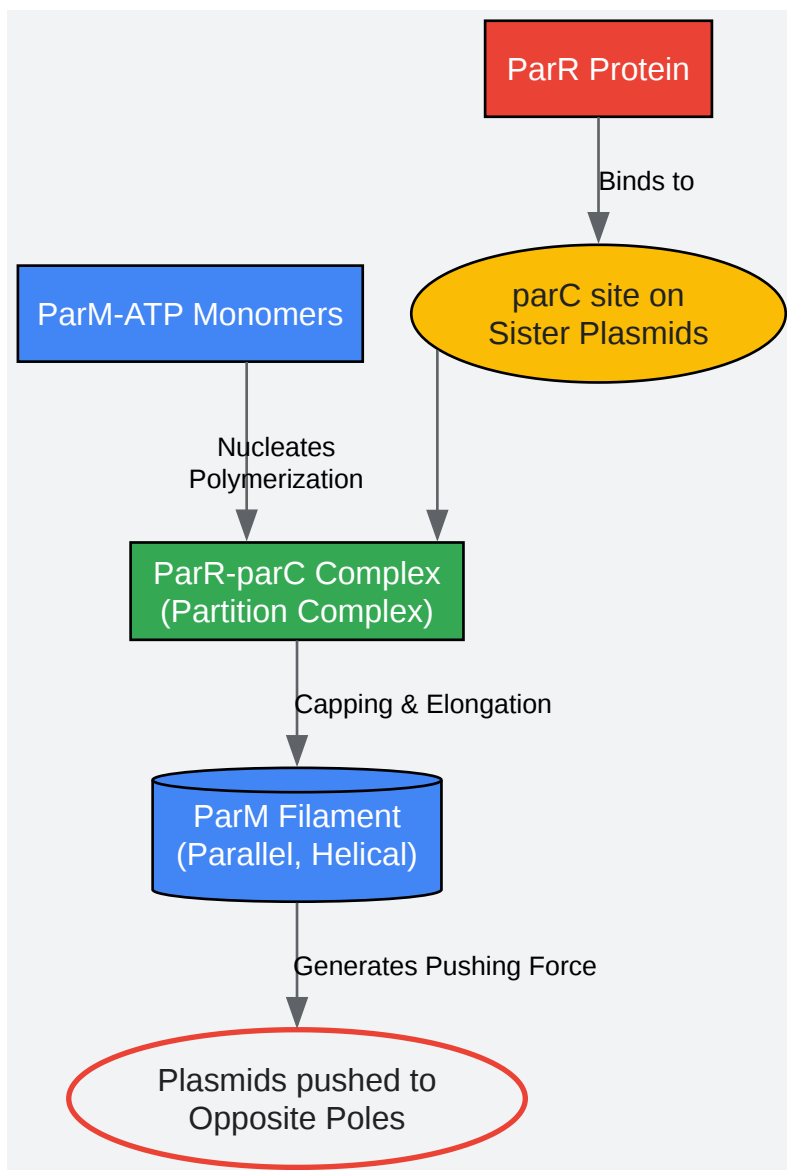 ParR Protein
Binds to
ParM-ATP Monomers
parC site on
Sister Plasmids
Nucleates
Polymerization
ParR-parC Complex
(Partition Complex)
Capping & Elongation
ParM Filament
(Parallel, Helical)
Generates Pushing Force
Plasmids pushed to
Opposite Poles